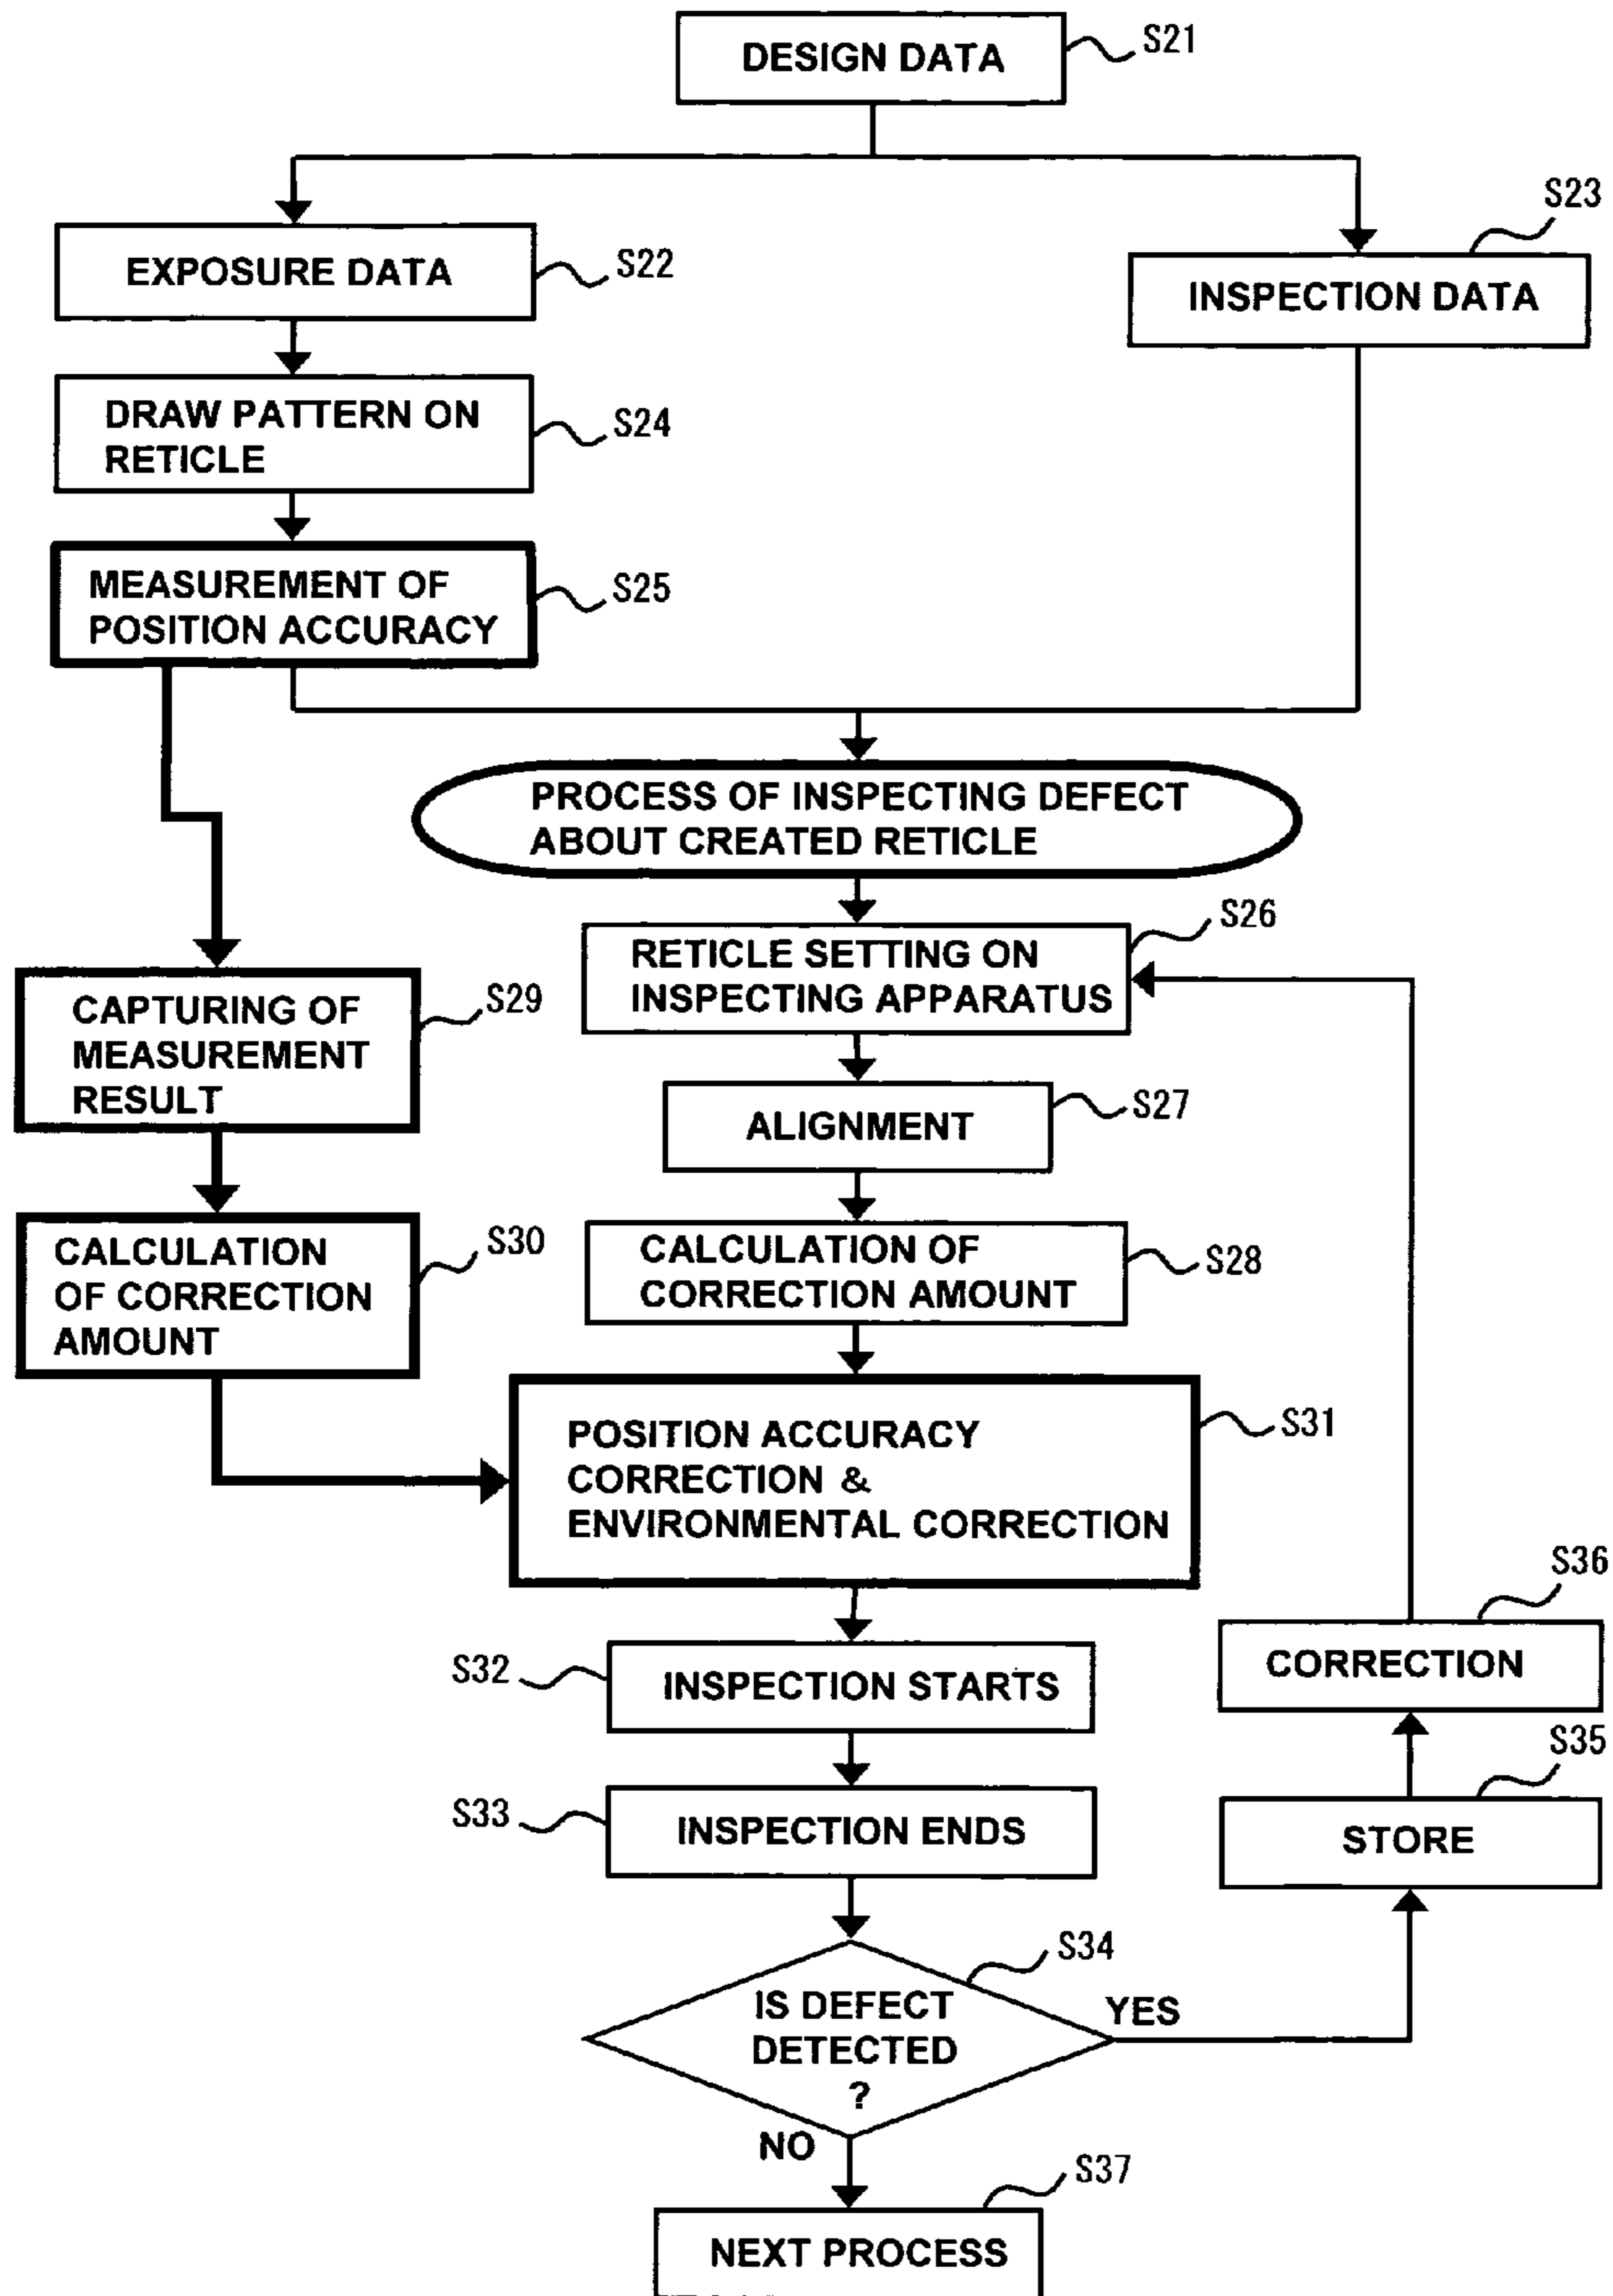 DESIGN DATA
S21
EXPOSURE DATA
S22
INSPECTION DATA
S23
DRAW PATTERN ON
RETICLE
S24
MEASUREMENT OF
POSITION ACCURACY
S25
PROCESS OF INSPECTING DEFECT
ABOUT CREATED RETICLE
RETICLE SETTING ON
INSPECTING APPARATUS
S26
ALIGNMENT
S27
CALCULATION OF
CORRECTION AMOUNT
S28
CAPTURING OF
MEASUREMENT
RESULT
S29
CALCULATION
OF CORRECTION
AMOUNT
S30
POSITION ACCURACY
CORRECTION &
ENVIRONMENTAL CORRECTION
S31
S32
INSPECTION STARTS
S33
INSPECTION ENDS
IS DEFECT
DETECTED
?
S34
YES
STORE
S35
CORRECTION
S36
NO
NEXT PROCESS
S37